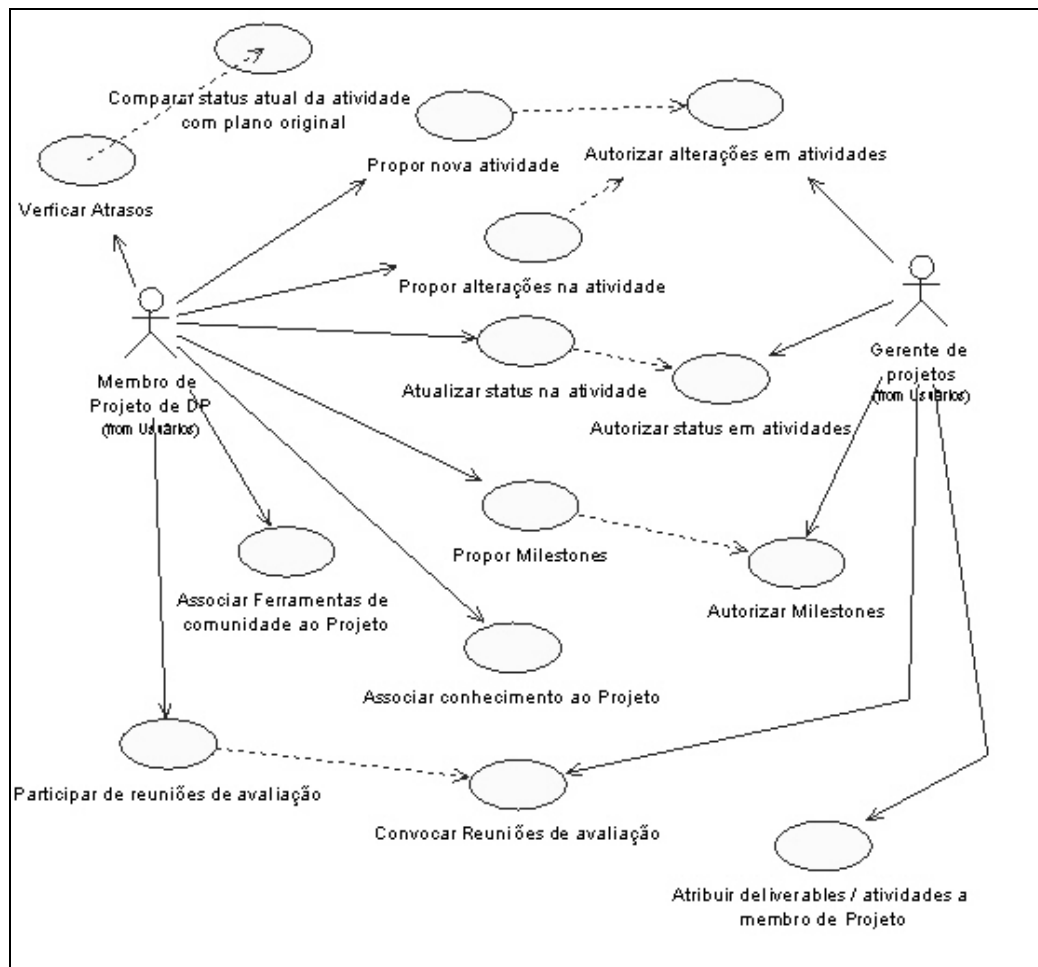 Comparar status atual da atividade
com plano original
Propor nova atividade
Autorizar alterações em atividades
Verficar Atrasos
Propor alterações na atividade
Membro de
Projeto de DP
(from Usuários)
Atualizar status na atividade
Gerente de
projetos
(from Usuários)
Autorizar status em atividades
Propor Milestones
Associar Ferramentas de
comunidade ao Projeto
Autorizar Milestones
Associar conhecimento ao Projeto
Participar de reuniões de avaliação
Convocar Reuniões de avaliação
Atribuir deliverables / atividades a
membro de Projeto